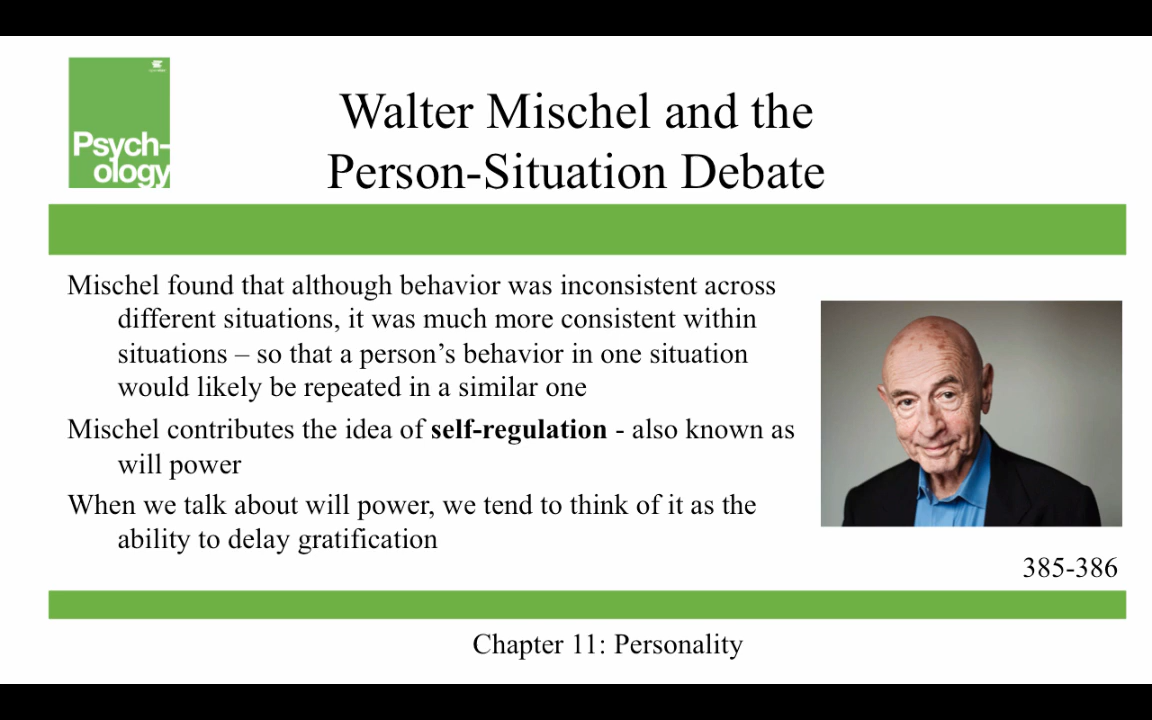 Psych-
ology
Walter Mischel and the
Person-Situation Debate
Mischel found that although behavior was inconsistent across
different situations, it was much more consistent within
situations – so that a person’s behavior in one situation
would likely be repeated in a similar one
Mischel contributes the idea of self-regulation - also known as
will power
When we talk about will power, we tend to think of it as the
ability to delay gratification
385-386
Chapter 11: Personality